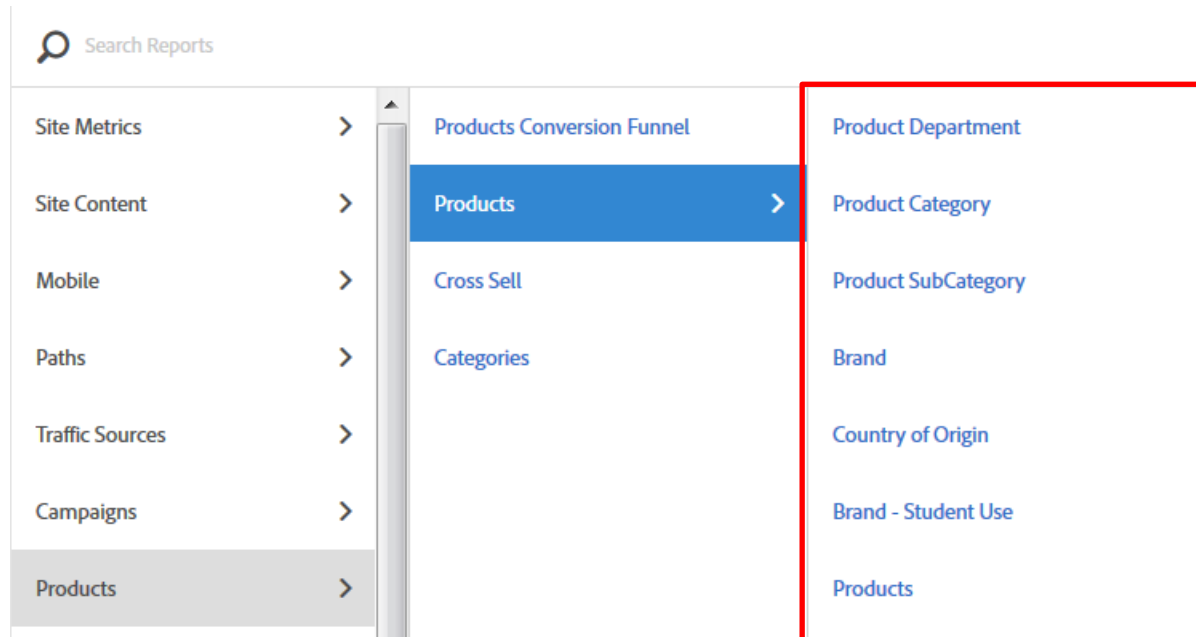 Search Reports
Site Metrics
Site Content
Mobile
Paths
Traffic Sources
Campaigns
Products
Products Conversion Funnel
Products
Cross Sell
Categories
Product Department
Product Category
Product SubCategory
Brand
Country of Origin
Brand - Student Use
Products